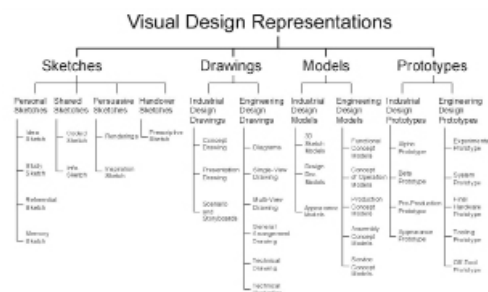 Visual Design Representations
Sketches
Drawings
Models
Prototypes
Personal
Sketches
Shared
Sketches
Persuasive
Sketches
Handover
Sketches
Industrial
Design
Drawings
Engineering
Design
Drawings
Industrial
Design
Models
Engineering
Design
Models
Industrial
Design
Prototypes
Engineering
Design
Prototypes
Idea
Sketch
Study
Sketch
Referential
Sketch
Memory
Sketch
Coded
Sketch
Info
Sketch
Renderings
Inspiration
Sketch
Prescriptive
Sketch
Concept
Drawing
Presentation
Drawing
Scenario
and
Storyboards
Diagrams
Single-View
Drawing
Multi-View
Drawing
General
Arrangement
Drawing
Technical
Drawing
Technical
3D
Sketch
Models
Design
Dev
Models
Appearance
Models
Functional
Concept
Models
Concept
of Operation
Models
Production
Concept
Models
Assembly
Concept
Models
Service
Concept
Models
Alpha
Prototype
Beta
Prototype
Pre-Production
Prototype
Appearance
Prototype
Experimental
Prototype
System
Prototype
Final
Hardware
Prototype
Tooling
Prototype
Off-Tool
Prototype